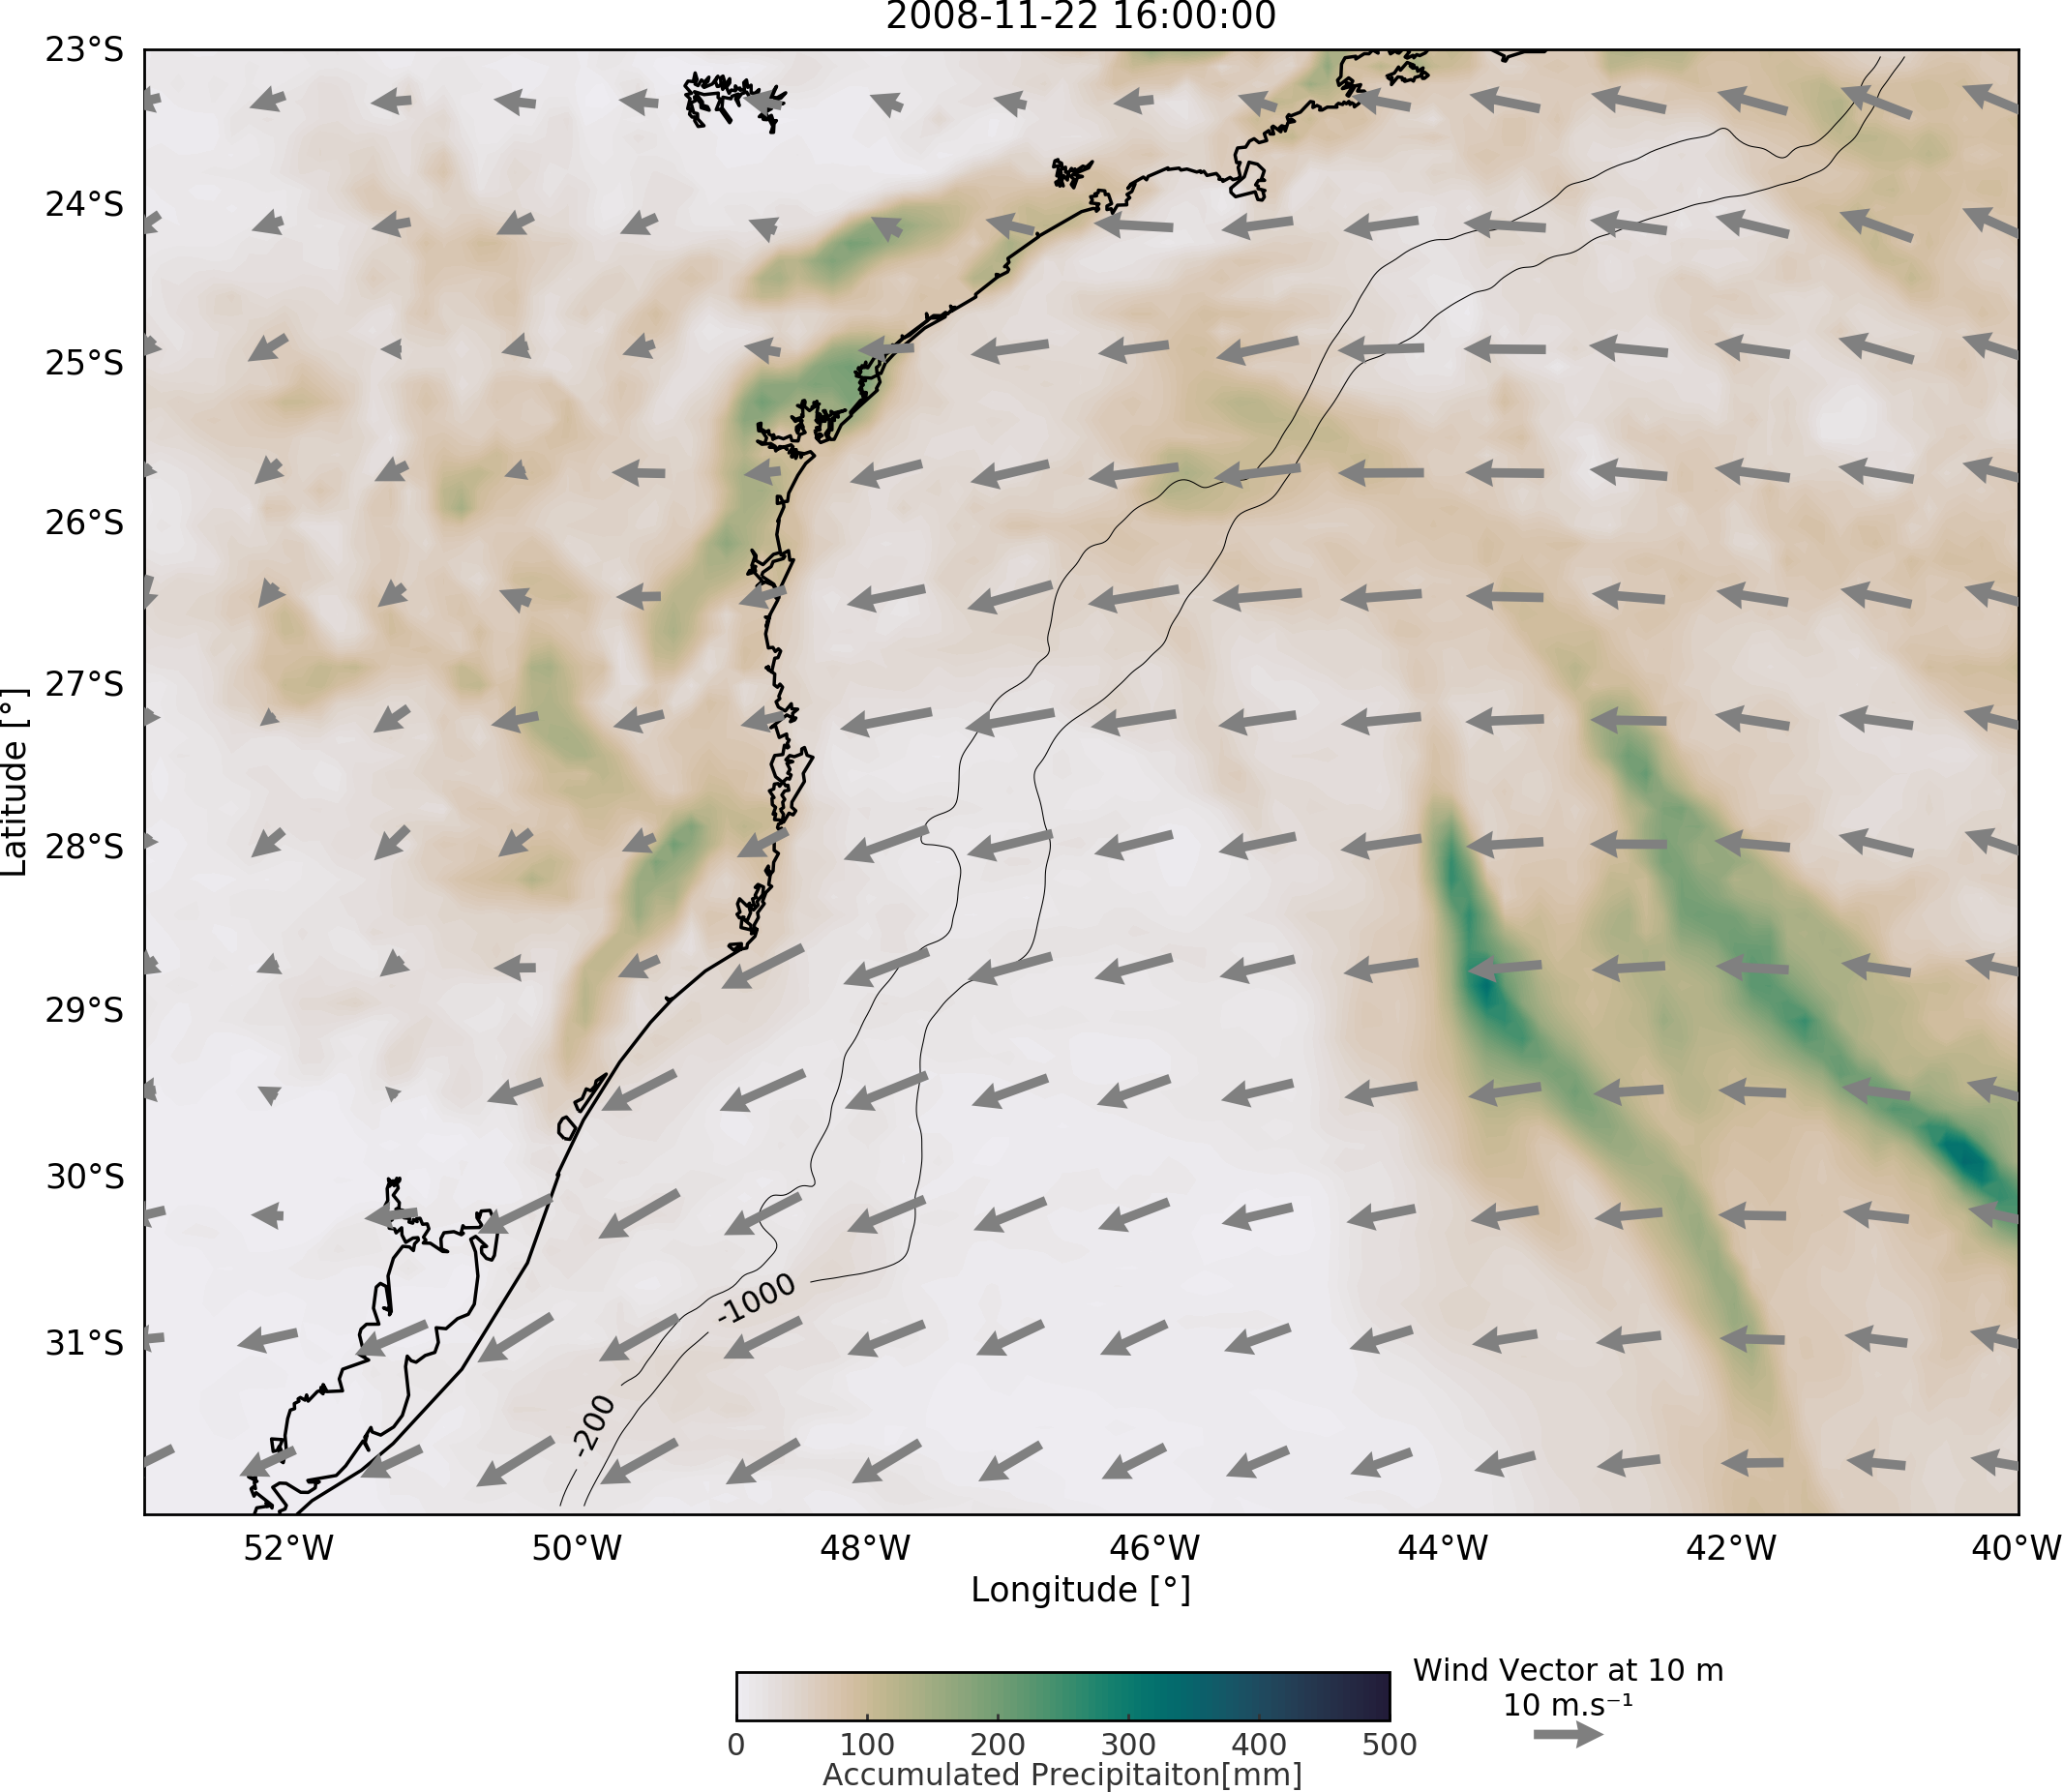 2008-11-22 16:00:00
23°S
24°S
25°S
26°S
27°S
28°S
29°S
30°S
31°S
Latitude [°]
-1000
-200
52°W 50°W 48°W 46°W 44°W 42°W 40°W
Longitude [°]
Wind Vector at 10 m
10 m.s⁻¹
0 100 200 300 400 500
Accumulated Precipitaiton[mm]